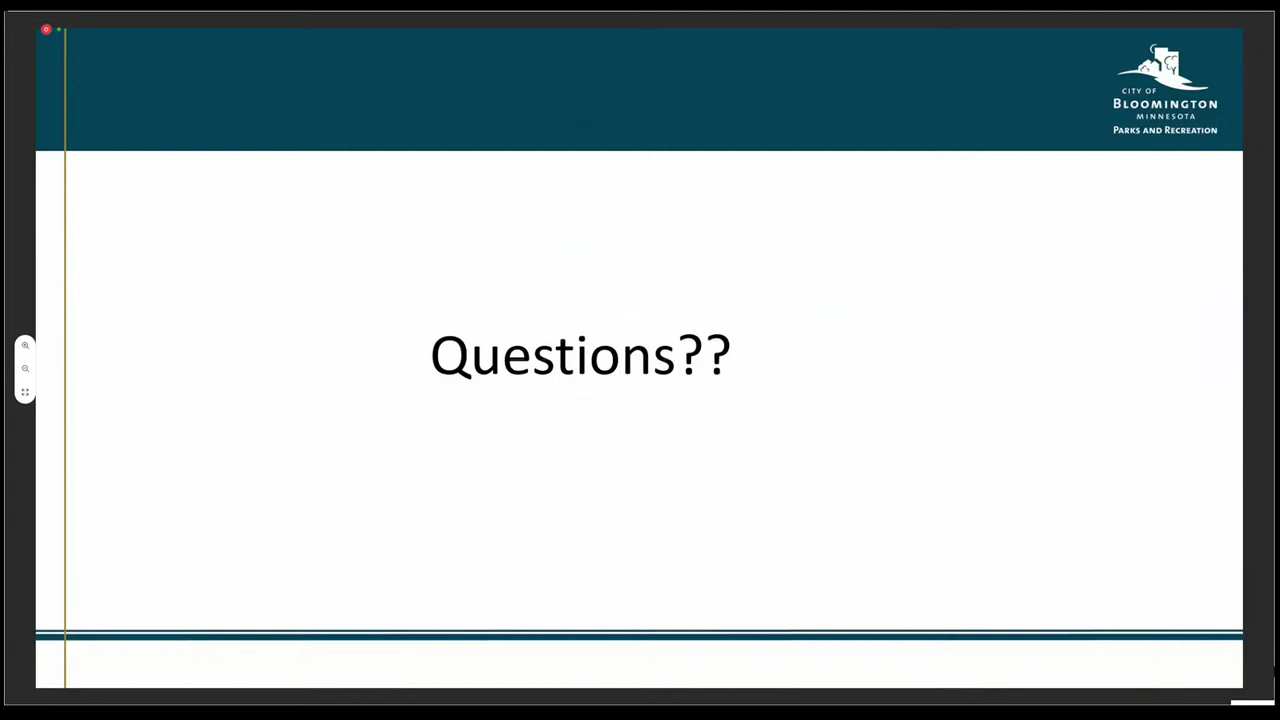 CITY OF
BLOOMINGTON
MINNESOTA
PARKS AND RECREATION
Questions??